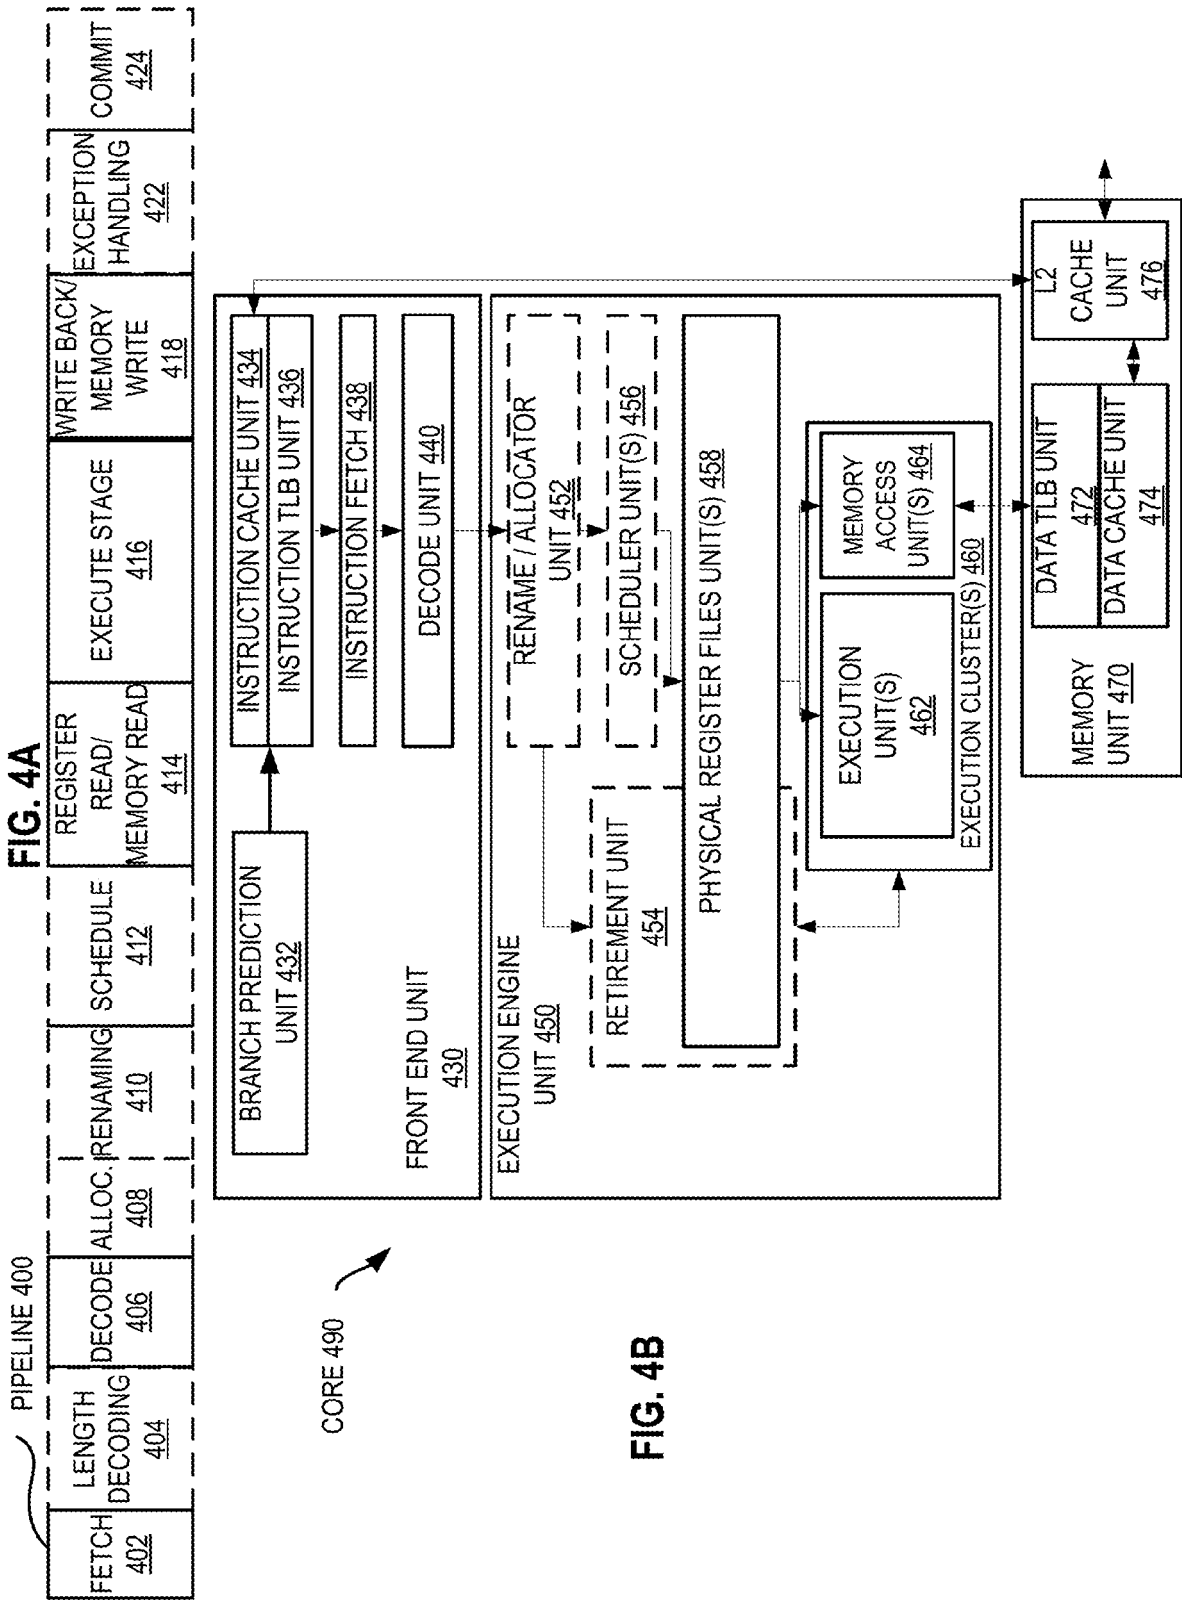 FIG. 4A
PIPELINE 400
FETCH
402
LENGTH
DECODING
404
DECODE
406
ALLOC.
408
RENAMING
410
SCHEDULE
412
REGISTER
READ/
MEMORY READ
414
EXECUTE STAGE
416
WRITE BACK/
MEMORY
WRITE
418
EXCEPTION
HANDLING
422
COMMIT
424
CORE 490
FIG. 4B
BRANCH PREDICTION
UNIT 432
INSTRUCTION CACHE UNIT 434
INSTRUCTION TLB UNIT 436
INSTRUCTION FETCH 438
DECODE UNIT 440
FRONT END UNIT
430
EXECUTION ENGINE
UNIT 450
RENAME / ALLOCATOR
UNIT 452
SCHEDULER UNIT(S) 456
RETIREMENT UNIT
454
PHYSICAL REGISTER FILES UNIT(S) 458
EXECUTION
UNIT(S)
462
MEMORY
ACCESS
UNIT(S) 464
EXECUTION CLUSTER(S) 460
MEMORY
UNIT 470
DATA TLB UNIT
472
DATA CACHE UNIT
474
L2
CACHE
UNIT
476